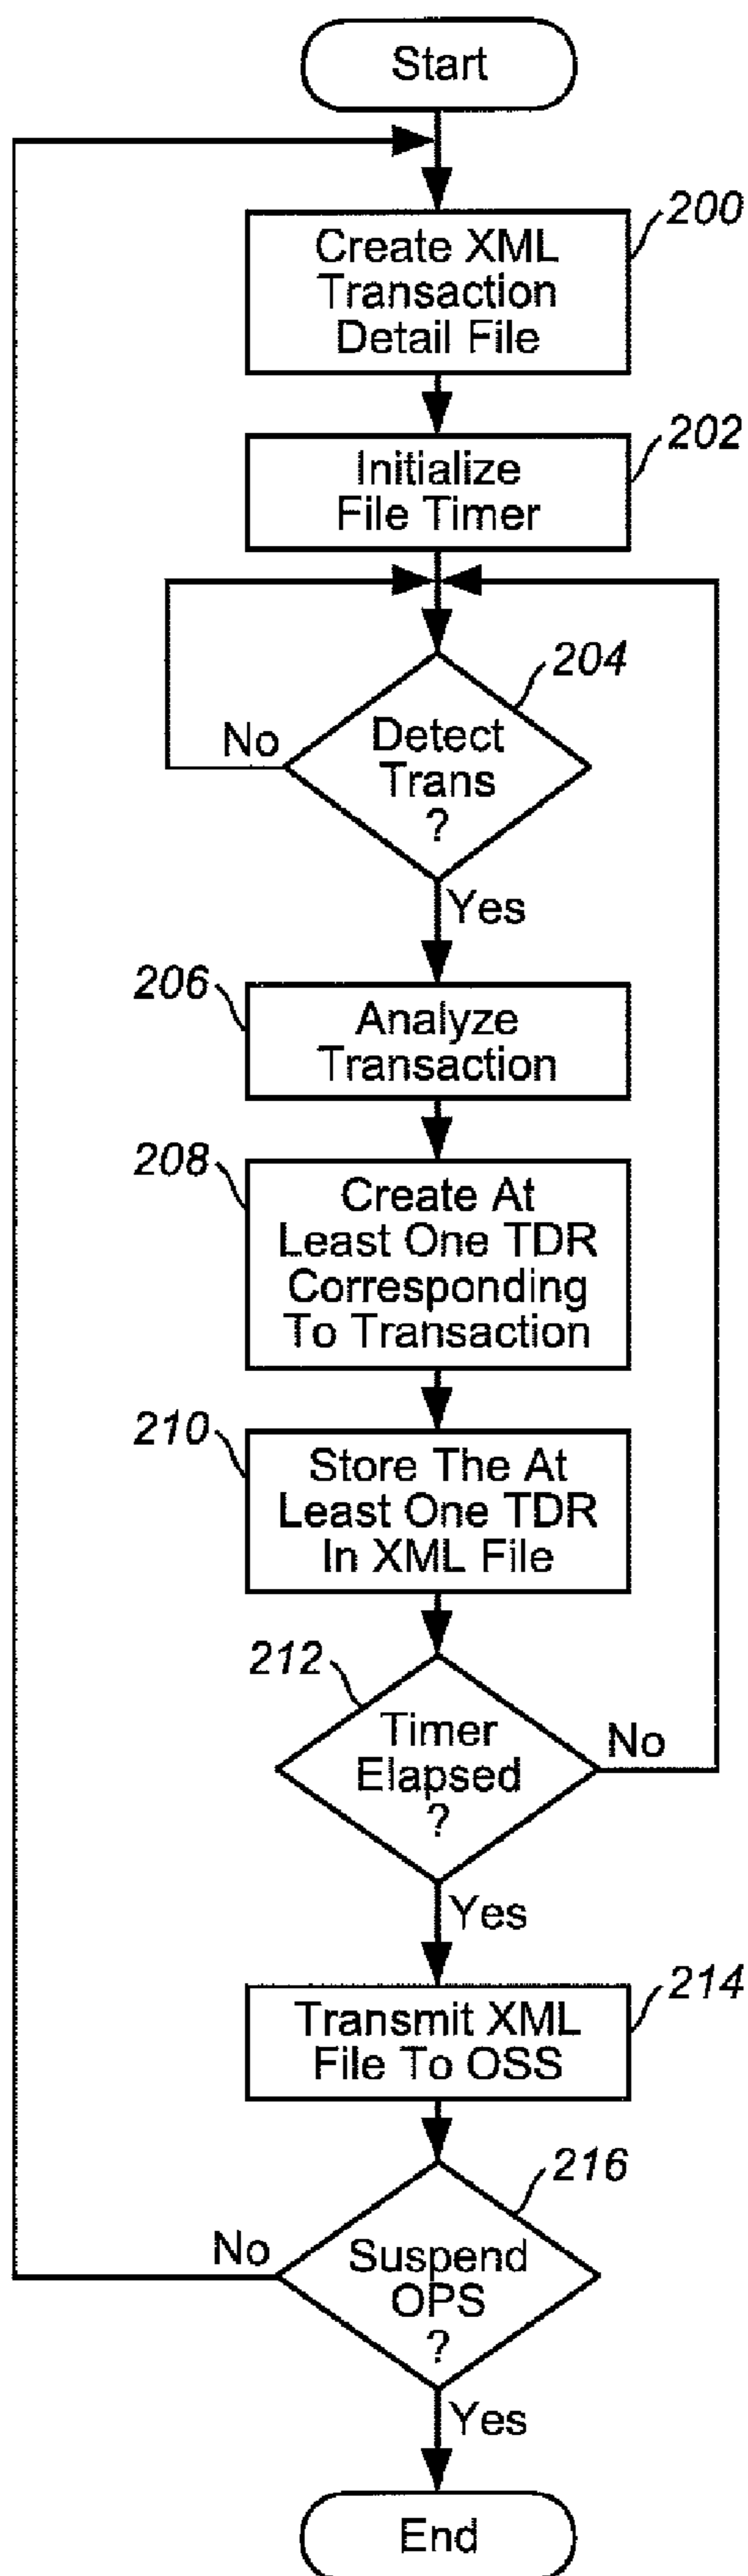 Start
200
Create XML
Transaction
Detail File
202
Initialize
File Timer
204
No
Detect
Trans
?
Yes
206
Analyze
Transaction
208
Create At
Least One TDR
Corresponding
To Transaction
210
Store The At
Least One TDR
In XML File
212
Timer
Elapsed
?
No
Yes
214
Transmit XML
File To OSS
216
No
Suspend
OPS
?
Yes
End